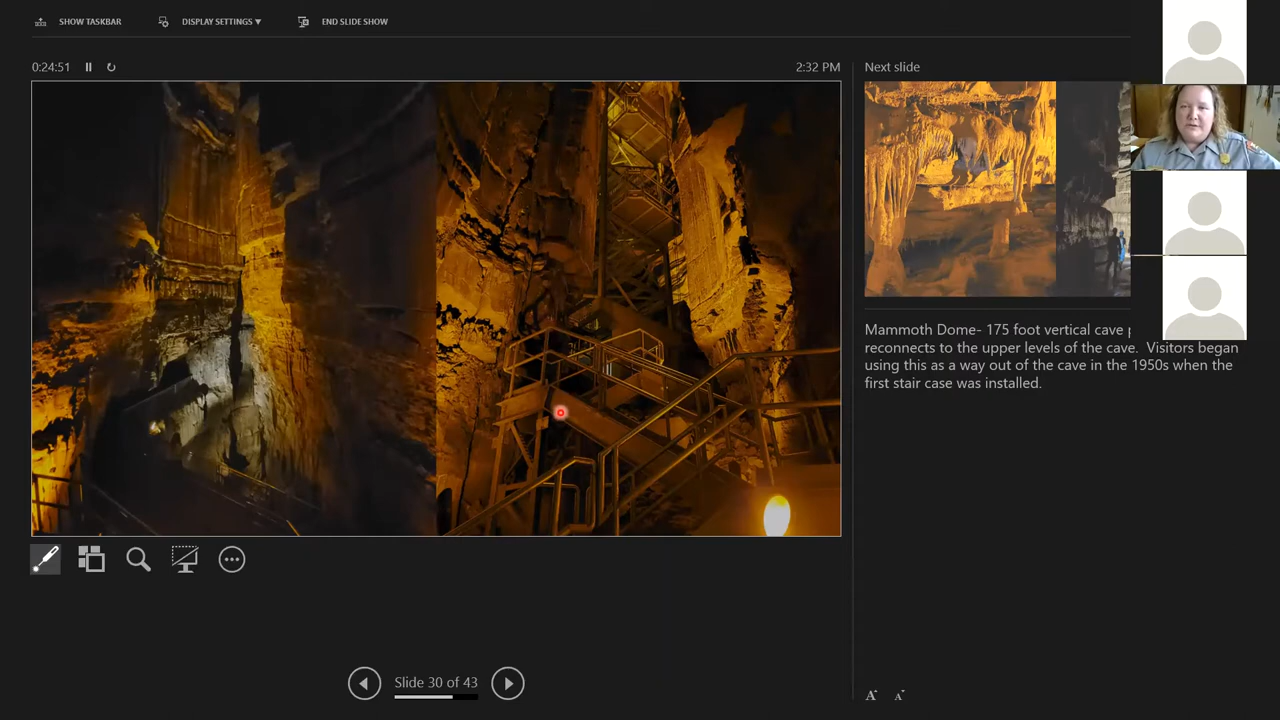 SHOW TASKBAR
DISPLAY SETTINGS ▼
END SLIDE SHOW
0:24:51
2:32 PM
Next slide
Mammoth Dome- 175 foot vertical cave
reconnects to the upper levels of the cave. Visitors began
using this as a way out of the cave in the 1950s when the
first stair case was installed.
Slide 30 of 43
A A